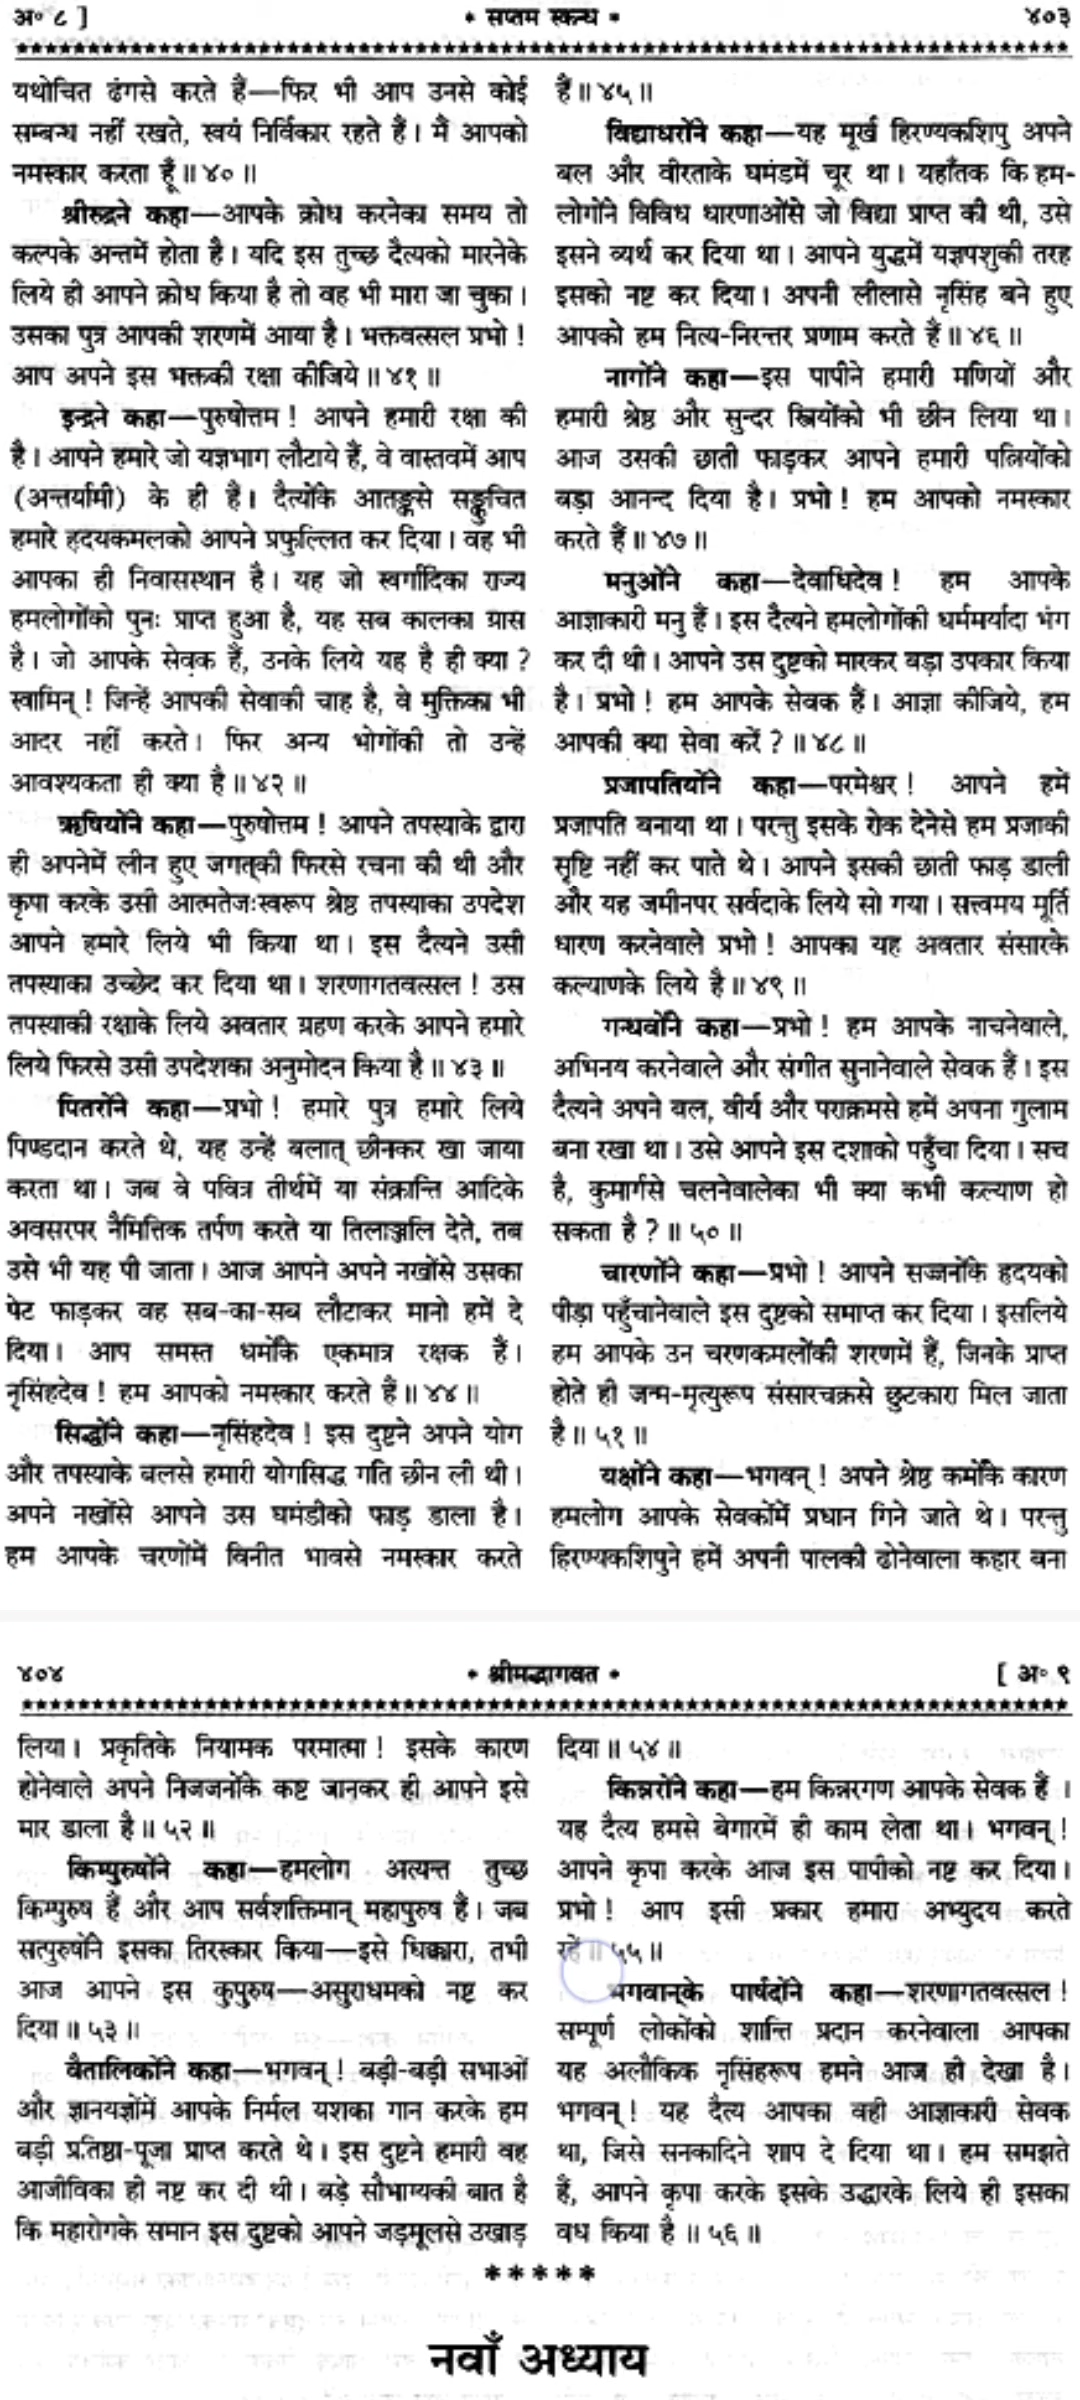 अ॰ ८ ]
* सप्तम स्कन्ध *
४०३
यथोचित ढंगसे करते हैं—फिर भी आप उनसे कोई
सम्बन्ध नहीं रखते, स्वयं निर्विकार रहते हैं। मैं आपको
नमस्कार करता हूँ॥ ४०॥
श्रीरुद्रने कहा—आपके क्रोध करनेका समय तो
कल्पके अन्तमें होता है। यदि इस तुच्छ दैत्यको मारनेके
लिये ही आपने क्रोध किया है तो वह भी मारा जा चुका।
उसका पुत्र आपकी शरणमें आया है। भक्तवत्सल प्रभो!
आप अपने इस भक्तकी रक्षा कीजिये॥ ४१॥
इन्द्रने कहा—पुरुषोत्तम! आपने हमारी रक्षा की
है। आपने हमारे जो यज्ञभाग लौटाये हैं, वे वास्तवमें आप
(अन्तर्यामी) के ही हैं। दैत्योंके आतङ्कसे सङ्कुचित
हमारे हृदयकमलको आपने प्रफुल्लित कर दिया। वह भी
आपका ही निवासस्थान है। यह जो स्वर्गादिका राज्य
हमलोगोंको पुनः प्राप्त हुआ है, यह सब कालका ग्रास
है। जो आपके सेवक हैं, उनके लिये यह है ही क्या?
स्वामिन्! जिन्हें आपकी सेवाकी चाह है, वे मुक्तिका भी
आदर नहीं करते। फिर अन्य भोगोंकी तो उन्हें
आवश्यकता ही क्या है॥ ४२॥
ऋषियोंने कहा—पुरुषोत्तम! आपने तपस्याके द्वारा
ही अपनेमें लीन हुए जगत्‌की फिरसे रचना की थी और
कृपा करके उसी आत्मतेजःस्वरूप श्रेष्ठ तपस्याका उपदेश
आपने हमारे लिये भी किया था। इस दैत्यने उसी
तपस्याका उच्छेद कर दिया था। शरणागतवत्सल! उस
तपस्याकी रक्षाके लिये अवतार ग्रहण करके आपने हमारे
लिये फिरसे उसी उपदेशका अनुमोदन किया है॥ ४३॥
पितरोंने कहा—प्रभो! हमारे पुत्र हमारे लिये
पिण्डदान करते थे, यह उन्हें बलात् छीनकर खा जाया
करता था। जब वे पवित्र तीर्थमें या संक्रान्ति आदिके
अवसरपर नैमित्तिक तर्पण करते या तिलाञ्जलि देते, तब
उसे भी यह पी जाता। आज आपने अपने नखोंसे उसका
पेट फाड़कर वह सब-का-सब लौटाकर मानो हमें दे
दिया। आप समस्त धर्मोंके एकमात्र रक्षक हैं।
नृसिंहदेव! हम आपको नमस्कार करते हैं॥ ४४॥
सिद्धोंने कहा—नृसिंहदेव! इस दुष्टने अपने योग
और तपस्याके बलसे हमारी योगसिद्ध गति छीन ली थी।
अपने नखोंसे आपने उस घमंडीको फाड़ डाला है।
हम आपके चरणोंमें विनीत भावसे नमस्कार करते
हैं॥ ४५॥
विद्याधरोंने कहा—यह मूर्ख हिरण्यकशिपु अपने
बल और वीरताके घमंडमें चूर था। यहाँतक कि हम-
लोगोंने विविध धारणाओंसे जो विद्या प्राप्त की थी, उसे
इसने व्यर्थ कर दिया था। आपने युद्धमें यज्ञपशुकी तरह
इसको नष्ट कर दिया। अपनी लीलासे नृसिंह बने हुए
आपको हम नित्य-निरन्तर प्रणाम करते हैं॥ ४६॥
नागोंने कहा—इस पापीने हमारी मणियों और
हमारी श्रेष्ठ और सुन्दर स्त्रियोंको भी छीन लिया था।
आज उसकी छाती फाड़कर आपने हमारी पत्नियोंको
बड़ा आनन्द दिया है। प्रभो! हम आपको नमस्कार
करते हैं॥ ४७॥
मनुओंने कहा—देवाधिदेव! हम आपके
आज्ञाकारी मनु हैं। इस दैत्यने हमलोगोंकी धर्ममर्यादा भंग
कर दी थी। आपने उस दुष्टको मारकर बड़ा उपकार किया
है। प्रभो! हम आपके सेवक हैं। आज्ञा कीजिये, हम
आपकी क्या सेवा करें?॥ ४८॥
प्रजापतियोंने कहा—परमेश्वर! आपने हमें
प्रजापति बनाया था। परन्तु इसके रोक देनेसे हम प्रजाकी
सृष्टि नहीं कर पाते थे। आपने इसकी छाती फाड़ डाली
और यह जमीनपर सर्वदाके लिये सो गया। सत्त्वमय मूर्ति
धारण करनेवाले प्रभो! आपका यह अवतार संसारके
कल्याणके लिये है॥ ४९॥
गन्धर्वोंने कहा—प्रभो! हम आपके नाचनेवाले,
अभिनय करनेवाले और संगीत सुनानेवाले सेवक हैं। इस
दैत्यने अपने बल, वीर्य और पराक्रमसे हमें अपना गुलाम
बना रखा था। उसे आपने इस दशाको पहुँचा दिया। सच
है, कुमार्गसे चलनेवालेका भी क्या कभी कल्याण हो
सकता है?॥ ५०॥
चारणोंने कहा—प्रभो! आपने सज्जनोंके हृदयको
पीड़ा पहुँचानेवाले इस दुष्टको समाप्त कर दिया। इसलिये
हम आपके उन चरणकमलोंकी शरणमें हैं, जिनके प्राप्त
होते ही जन्म-मृत्युरूप संसारचक्रसे छुटकारा मिल जाता
है॥ ५१॥
यक्षोंने कहा—भगवन्! अपने श्रेष्ठ कर्मोंके कारण
हमलोग आपके सेवकोंमें प्रधान गिने जाते थे। परन्तु
हिरण्यकशिपुने हमें अपनी पालकी ढोनेवाला कहार बना
४०४
* श्रीमद्भागवत *
[ अ॰ ९
लिया। प्रकृतिके नियामक परमात्मा! इसके कारण
होनेवाले अपने निजजनोंके कष्ट जानकर ही आपने इसे
मार डाला है॥ ५२॥
किम्पुरुषोंने कहा—हमलोग अत्यन्त तुच्छ
किम्पुरुष हैं और आप सर्वशक्तिमान् महापुरुष हैं। जब
सत्पुरुषोंने इसका तिरस्कार किया—इसे धिक्कारा, तभी
आज आपने इस कुपुरुष—असुराधमको नष्ट कर
दिया॥ ५३॥
वैतालिकोंने कहा—भगवन्! बड़ी-बड़ी सभाओं
और ज्ञानयज्ञोंमें आपके निर्मल यशका गान करके हम
बड़ी प्रतिष्ठा-पूजा प्राप्त करते थे। इस दुष्टने हमारी वह
आजीविका ही नष्ट कर दी थी। बड़े सौभाग्यकी बात है
कि महारोगके समान इस दुष्टको आपने जड़मूलसे उखाड़
दिया॥ ५४॥
किन्नरोंने कहा—हम किन्नरगण आपके सेवक हैं।
यह दैत्य हमसे बेगारमें ही काम लेता था। भगवन्!
आपने कृपा करके आज इस पापीको नष्ट कर दिया।
प्रभो! आप इसी प्रकार हमारा अभ्युदय करते
रहें॥ ५५॥
भगवान्‌के पार्षदोंने कहा—शरणागतवत्सल!
सम्पूर्ण लोकोंको शान्ति प्रदान करनेवाला आपका
यह अलौकिक नृसिंहरूप हमने आज ही देखा है।
भगवन्! यह दैत्य आपका वही आज्ञाकारी सेवक
था, जिसे सनकादिने शाप दे दिया था। हम समझते
हैं, आपने कृपा करके इसके उद्धारके लिये ही इसका
वध किया है॥ ५६॥
*****
नवाँ अध्याय